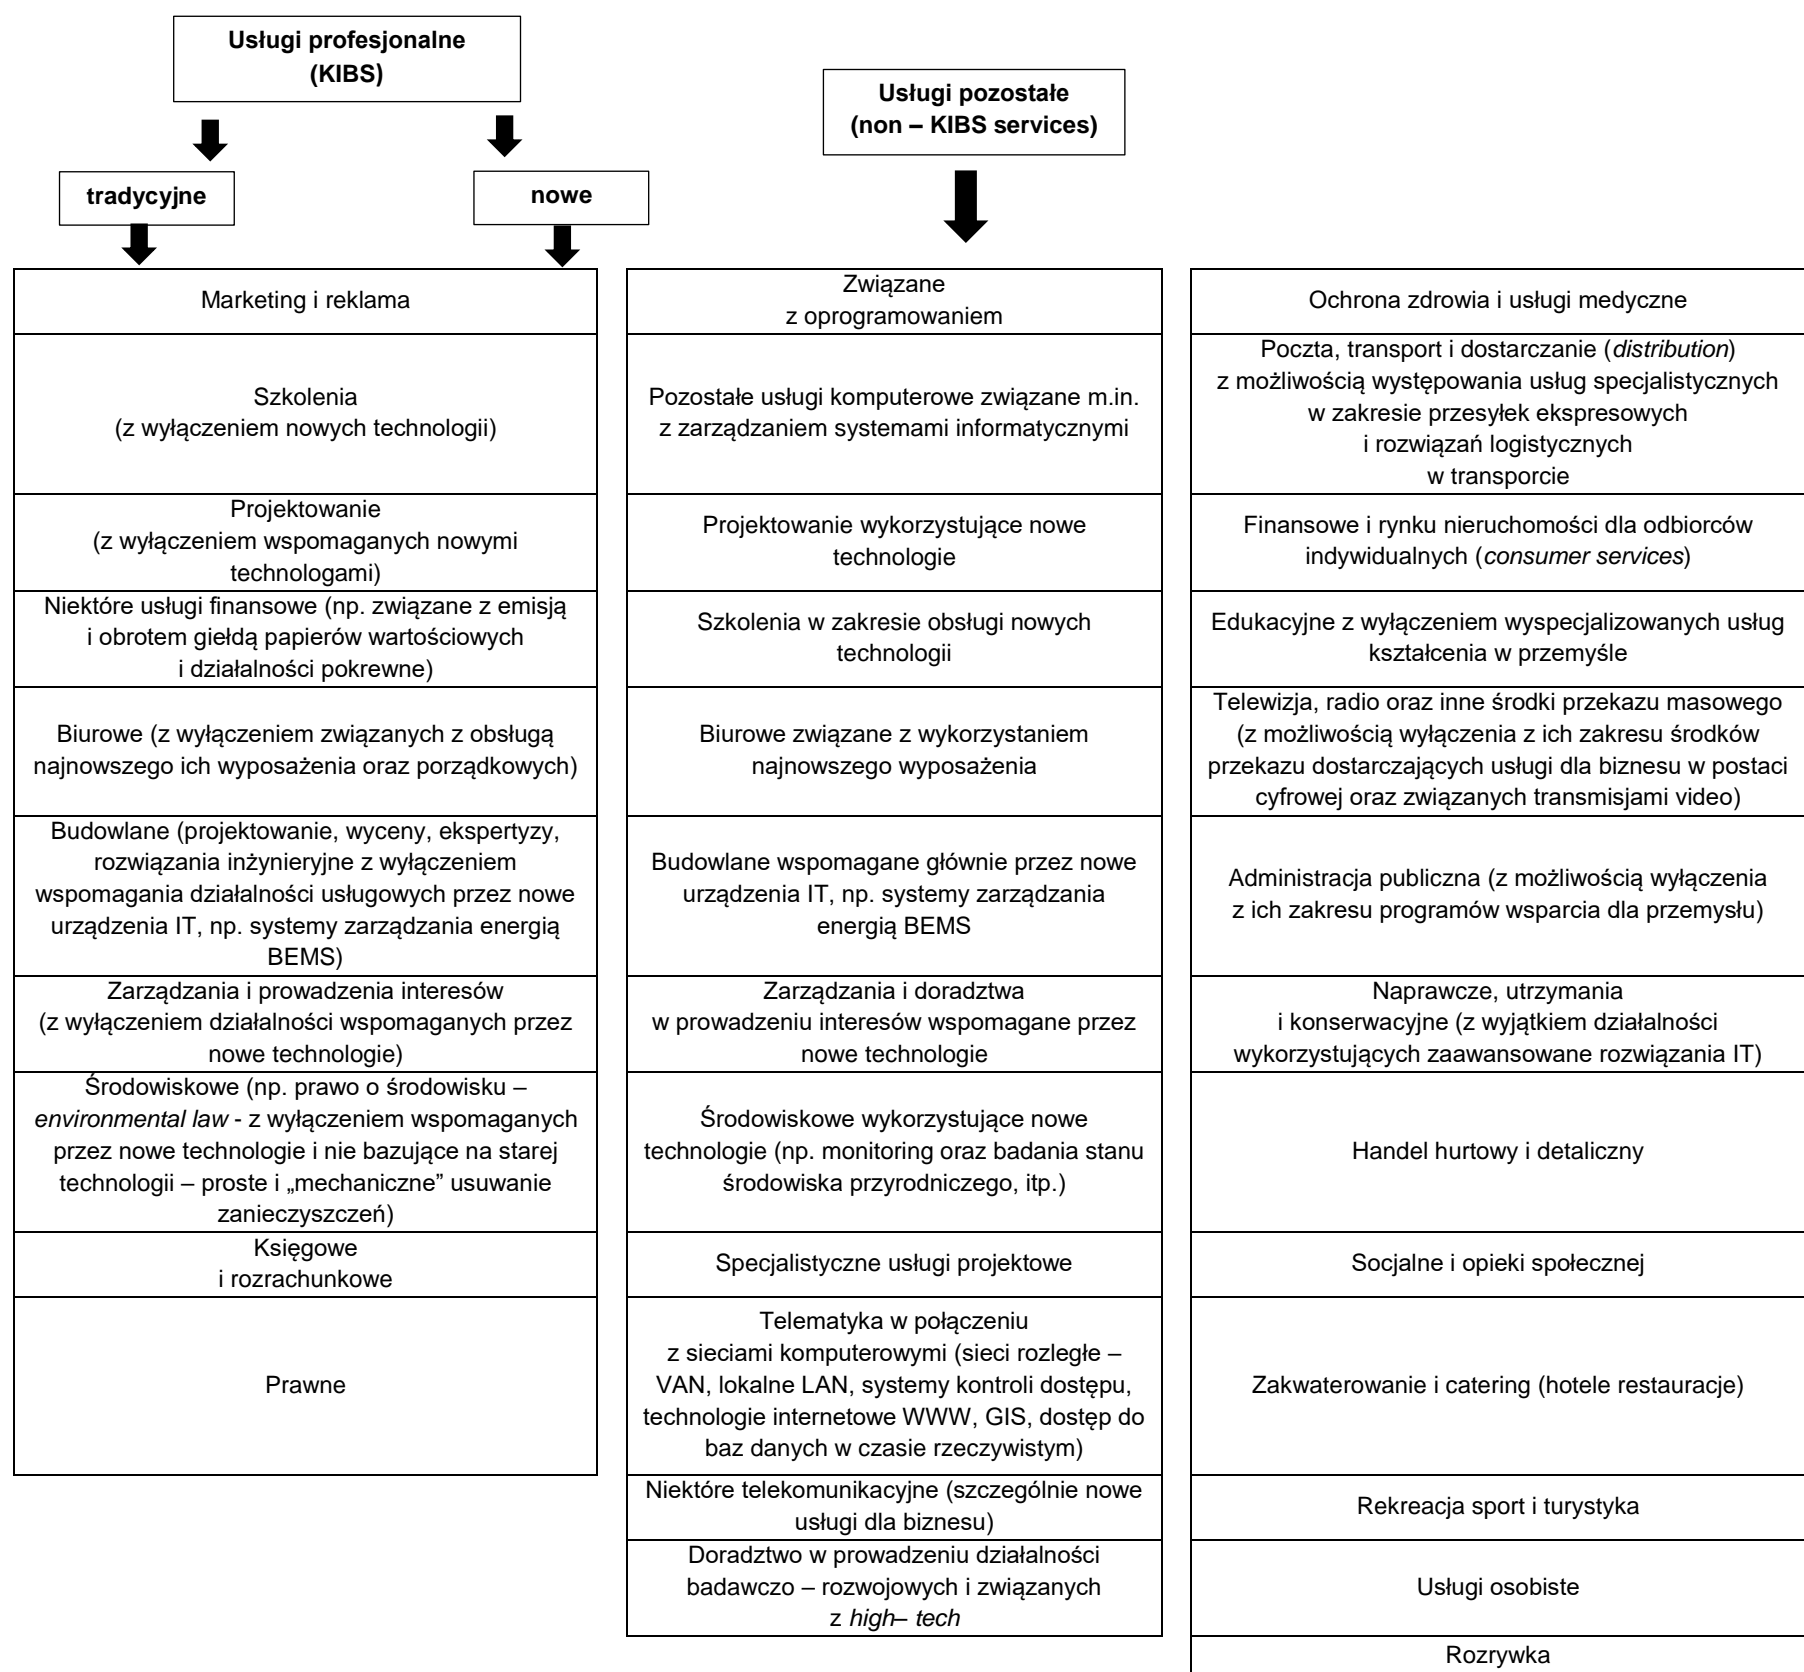 Usługi profesjonalne
(KIBS)
Usługi pozostałe
(non – KIBS services)
tradycyjne
nowe
Marketing i reklama
Szkolenia
(z wyłączeniem nowych technologii)
Projektowanie
(z wyłączeniem wspomaganych nowymi
technologami)
Niektóre usługi finansowe (np. związane z emisją
i obrotem giełdą papierów wartościowych
i działalności pokrewne)
Biurowe (z wyłączeniem związanych z obsługą
najnowszego ich wyposażenia oraz porządkowych)
Budowlane (projektowanie, wyceny, ekspertyzy,
rozwiązania inżynieryjne z wyłączeniem
wspomagania działalności usługowych przez nowe
urządzenia IT, np. systemy zarządzania energią
BEMS)
Zarządzania i prowadzenia interesów
(z wyłączeniem działalności wspomaganych przez
nowe technologie)
Środowiskowe (np. prawo o środowisku –
environmental law - z wyłączeniem wspomaganych
przez nowe technologie i nie bazujące na starej
technologii – proste i „mechaniczne” usuwanie
zanieczyszczeń)
Księgowe
i rozrachunkowe
Prawne
Związane
z oprogramowaniem
Pozostałe usługi komputerowe związane m.in.
z zarządzaniem systemami informatycznymi
Projektowanie wykorzystujące nowe
technologie
Szkolenia w zakresie obsługi nowych
technologii
Biurowe związane z wykorzystaniem
najnowszego wyposażenia
Budowlane wspomagane głównie przez nowe
urządzenia IT, np. systemy zarządzania
energią BEMS
Zarządzania i doradztwa
w prowadzeniu interesów wspomagane przez
nowe technologie
Środowiskowe wykorzystujące nowe
technologie (np. monitoring oraz badania stanu
środowiska przyrodniczego, itp.)
Specjalistyczne usługi projektowe
Telematyka w połączeniu
z sieciami komputerowymi (sieci rozległe –
VAN, lokalne LAN, systemy kontroli dostępu,
technologie internetowe WWW, GIS, dostęp do
baz danych w czasie rzeczywistym)
Niektóre telekomunikacyjne (szczególnie nowe
usługi dla biznesu)
Doradztwo w prowadzeniu działalności
badawczo – rozwojowych i związanych
z high– tech
Ochrona zdrowia i usługi medyczne
Poczta, transport i dostarczanie (distribution)
z możliwością występowania usług specjalistycznych
w zakresie przesyłek ekspresowych
i rozwiązań logistycznych
w transporcie
Finansowe i rynku nieruchomości dla odbiorców
indywidualnych (consumer services)
Edukacyjne z wyłączeniem wyspecjalizowanych usług
kształcenia w przemyśle
Telewizja, radio oraz inne środki przekazu masowego
(z możliwością wyłączenia z ich zakresu środków
przekazu dostarczających usługi dla biznesu w postaci
cyfrowej oraz związanych transmisjami video)
Administracja publiczna (z możliwością wyłączenia
z ich zakresu programów wsparcia dla przemysłu)
Naprawcze, utrzymania
i konserwacyjne (z wyjątkiem działalności
wykorzystujących zaawansowane rozwiązania IT)
Handel hurtowy i detaliczny
Socjalne i opieki społecznej
Zakwaterowanie i catering (hotele restauracje)
Rekreacja sport i turystyka
Usługi osobiste
Rozrywka